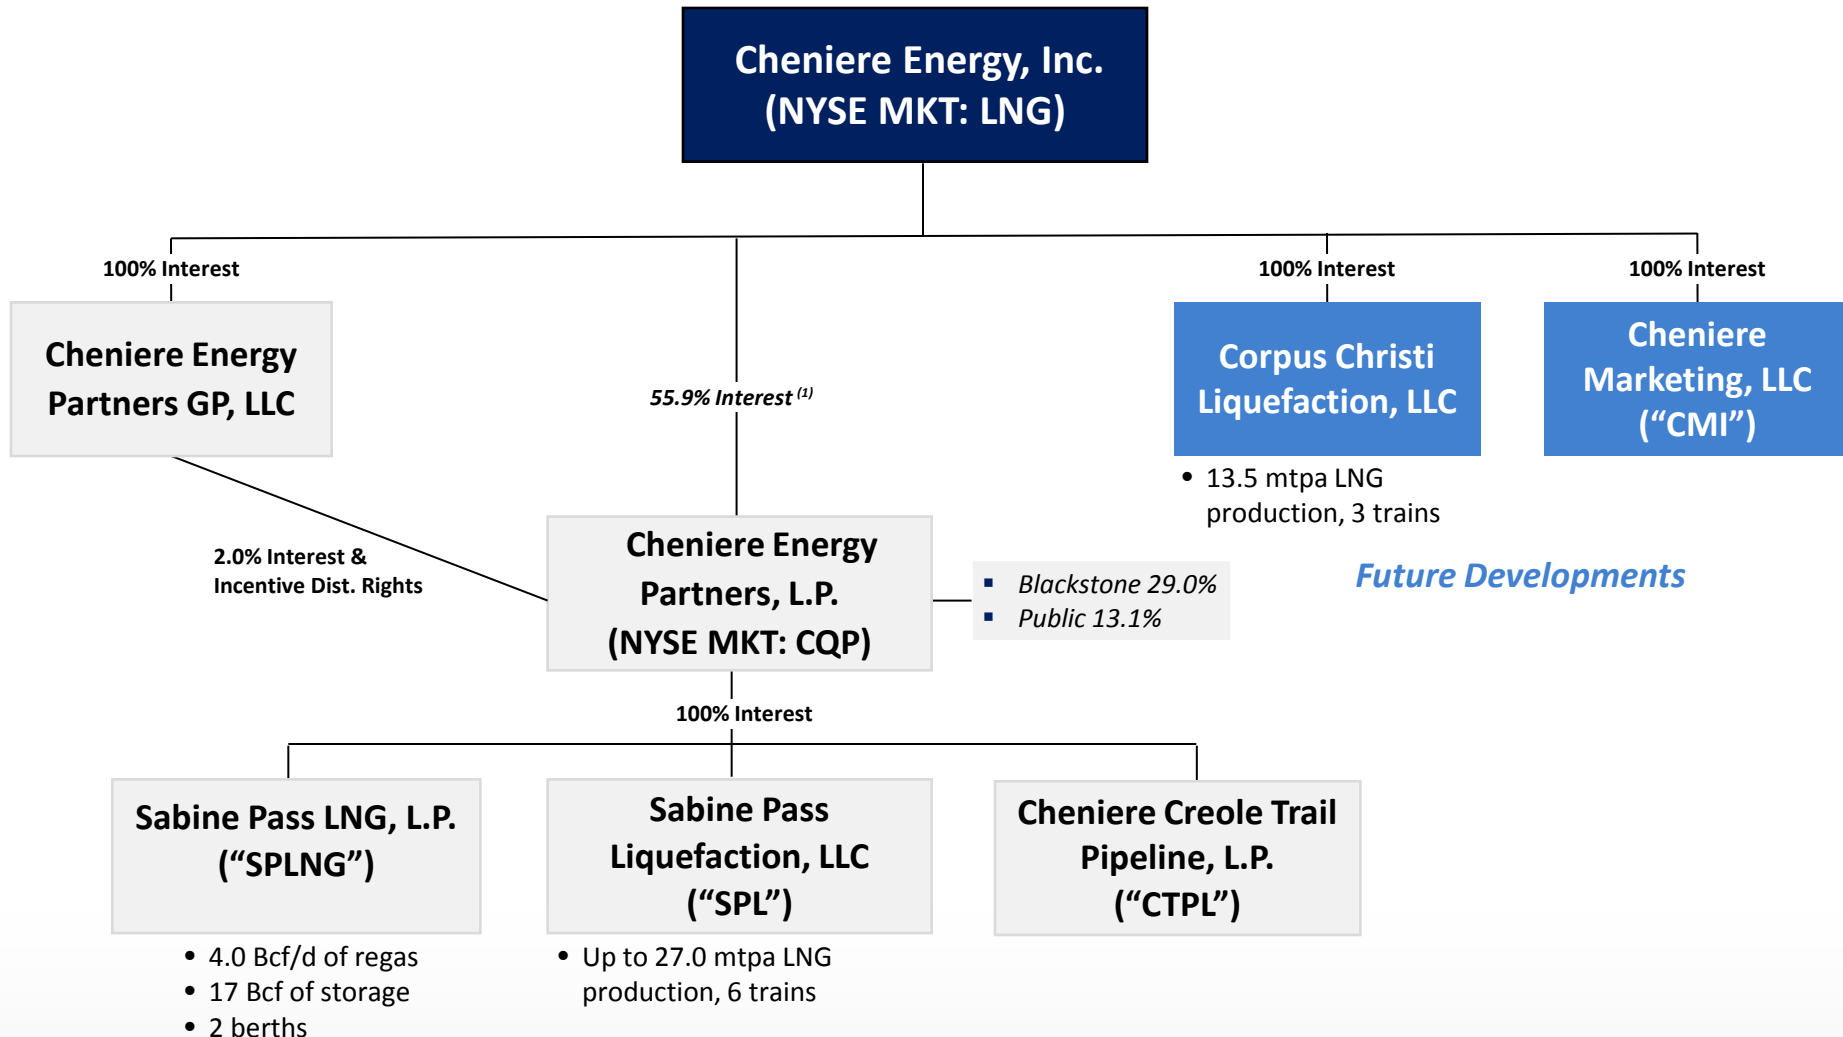 Cheniere Energy, Inc.
(NYSE MKT: LNG)
100% Interest
100% Interest
100% Interest
Cheniere Energy
Partners GP, LLC
55.9% Interest (1)
Corpus Christi
Liquefaction, LLC
Cheniere
Marketing, LLC
(“CMI”)
• 13.5 mtpa LNG
production, 3 trains
2.0% Interest &
Incentive Dist. Rights
Cheniere Energy
Partners, L.P.
(NYSE MKT: CQP)
▪ Blackstone 29.0%
▪ Public 13.1%
Future Developments
100% Interest
Sabine Pass LNG, L.P.
(“SPLNG”)
Sabine Pass
Liquefaction, LLC
(“SPL”)
Cheniere Creole Trail
Pipeline, L.P.
(“CTPL”)
• 4.0 Bcf/d of regas
• 17 Bcf of storage
• 2 berths
• Up to 27.0 mtpa LNG
production, 6 trains